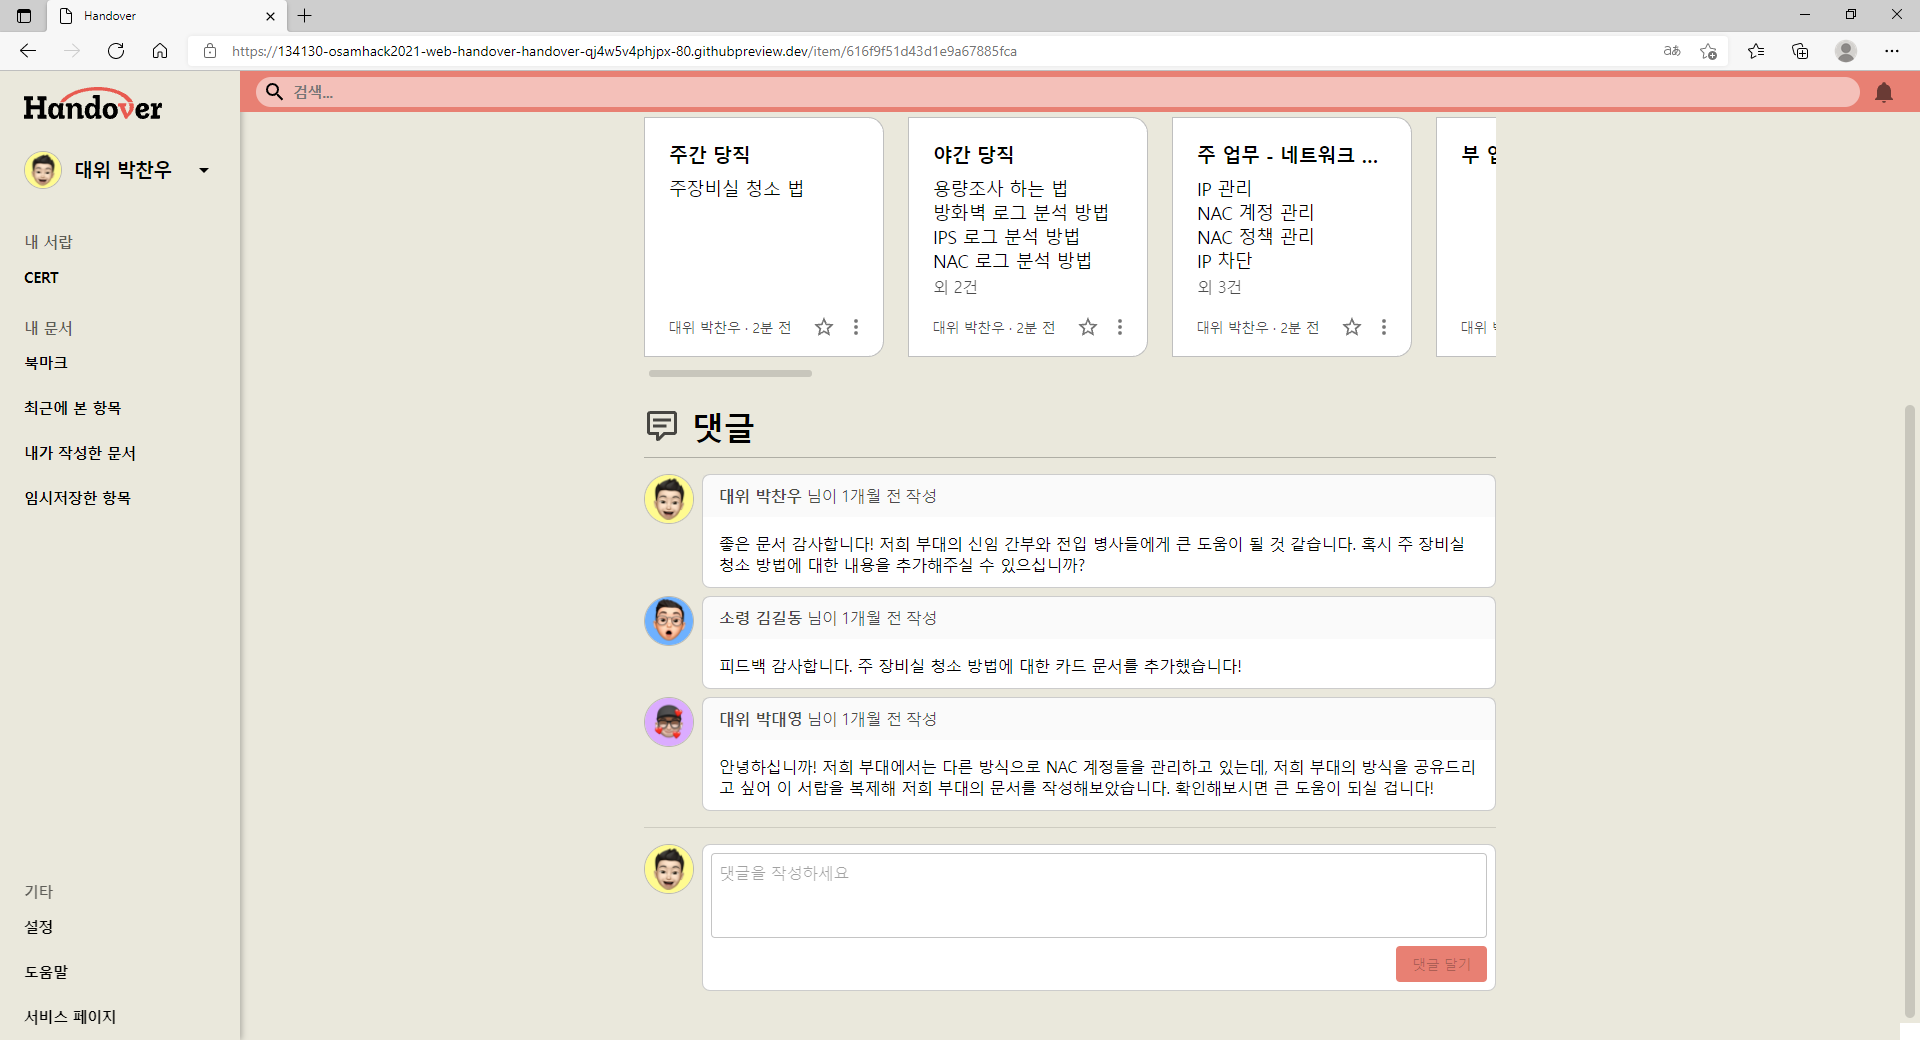 Handover
https://134130-osamhack2021-web-handover-handover-qj4w5v4phjpx-80.githubpreview.dev/item/616f9f51d43d1e9a67885fca
aあ
Handover
검색...
대위 박찬우
내 서랍
CERT
내 문서
북마크
최근에 본 항목
내가 작성한 문서
임시저장한 항목
기타
설정
도움말
서비스 페이지
주간 당직
주장비실 청소 법
대위 박찬우 · 2분 전
야간 당직
용량조사 하는 법
방화벽 로그 분석 방법
IPS 로그 분석 방법
NAC 로그 분석 방법
외 2건
대위 박찬우 · 2분 전
주 업무 - 네트워크 ...
IP 관리
NAC 계정 관리
NAC 정책 관리
IP 차단
외 3건
대위 박찬우 · 2분 전
부
대위
댓글
대위 박찬우 님이 1개월 전 작성
좋은 문서 감사합니다! 저희 부대의 신임 간부와 전입 병사들에게 큰 도움이 될 것 같습니다. 혹시 주 장비실
청소 방법에 대한 내용을 추가해주실 수 있으십니까?
소령 김길동 님이 1개월 전 작성
피드백 감사합니다. 주 장비실 청소 방법에 대한 카드 문서를 추가했습니다!
대위 박대영 님이 1개월 전 작성
안녕하십니까! 저희 부대에서는 다른 방식으로 NAC 계정들을 관리하고 있는데, 저희 부대의 방식을 공유드리
고 싶어 이 서랍을 복제해 저희 부대의 문서를 작성해보았습니다. 확인해보시면 큰 도움이 되실 겁니다!
댓글을 작성하세요
댓글 달기